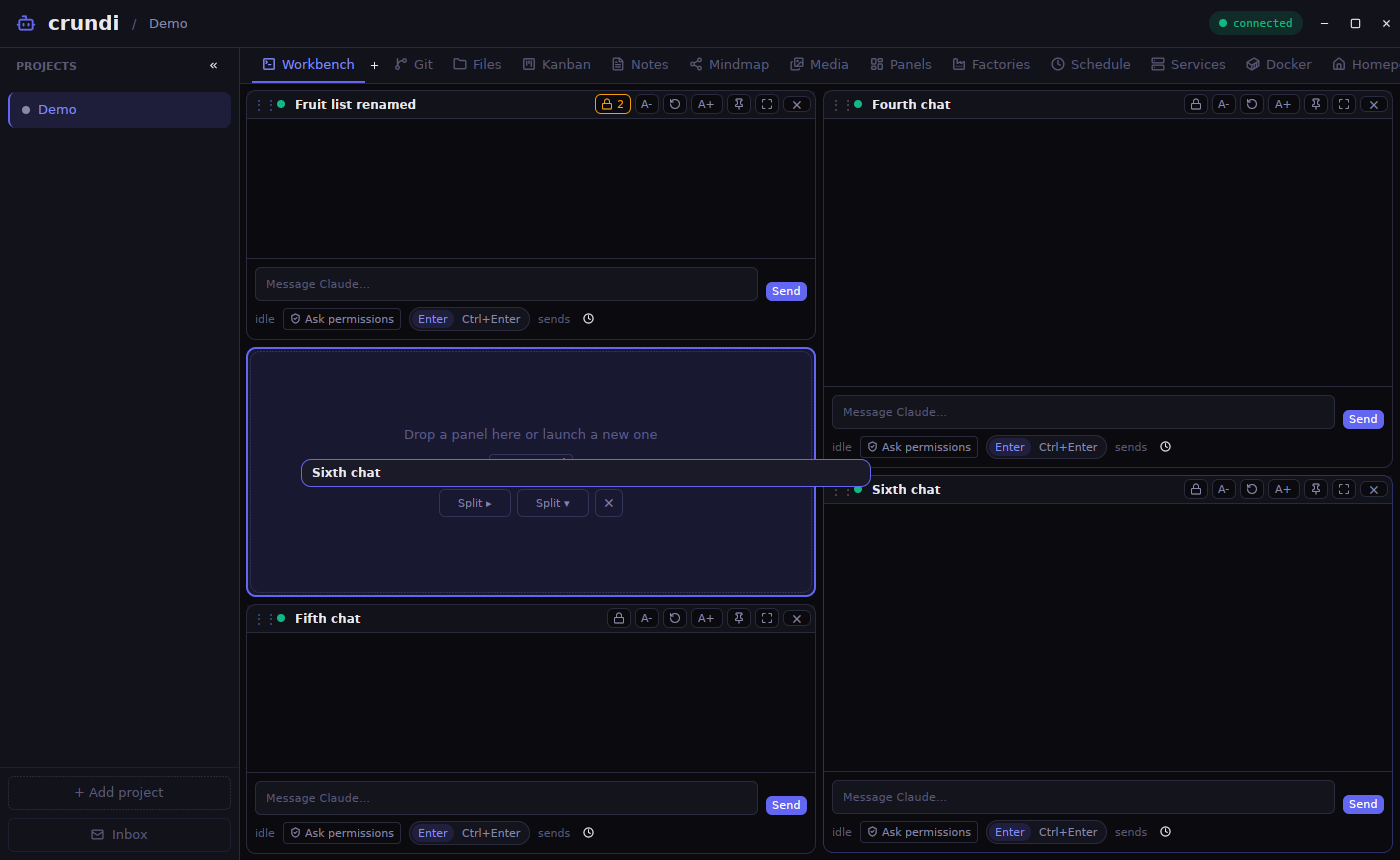 crundi / Demo
connected
PROJECTS «
Demo
+ Add project
Inbox
Workbench + Git Files Kanban Notes Mindmap Media Panels Factories Schedule Services Docker Homep
Fruit list renamed
2 A- A+
Message Claude...
Send
idle Ask permissions Enter Ctrl+Enter sends
Drop a panel here or launch a new one
Sixth chat
Split ▸ Split ▾
Fifth chat
A- A+
Message Claude...
Send
idle Ask permissions Enter Ctrl+Enter sends
Fourth chat
A- A+
Message Claude...
Send
idle Ask permissions Enter Ctrl+Enter sends
Sixth chat
A- A+
Message Claude...
Send
idle Ask permissions Enter Ctrl+Enter sends